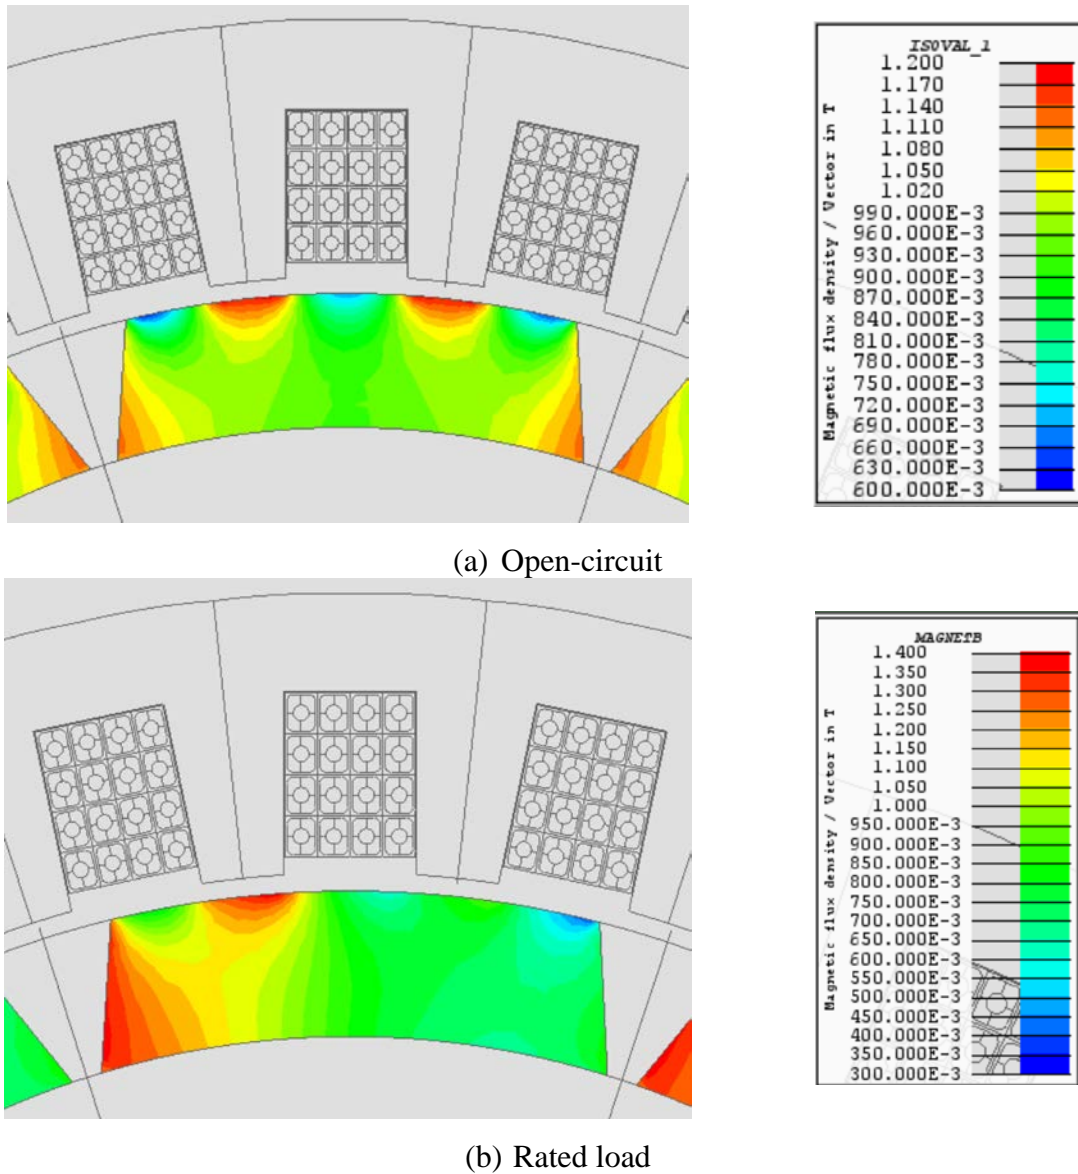 ISOVAL_1
Magnetic flux density / Vector in T
1.200
1.170
1.140
1.110
1.080
1.050
1.020
990.000E-3
960.000E-3
930.000E-3
900.000E-3
870.000E-3
840.000E-3
810.000E-3
780.000E-3
750.000E-3
720.000E-3
690.000E-3
660.000E-3
630.000E-3
600.000E-3
(a) Open-circuit
MAGNETB
Magnetic flux density / Vector in T
1.400
1.350
1.300
1.250
1.200
1.150
1.100
1.050
1.000
950.000E-3
900.000E-3
850.000E-3
800.000E-3
750.000E-3
700.000E-3
650.000E-3
600.000E-3
550.000E-3
500.000E-3
450.000E-3
400.000E-3
350.000E-3
300.000E-3
(b) Rated load